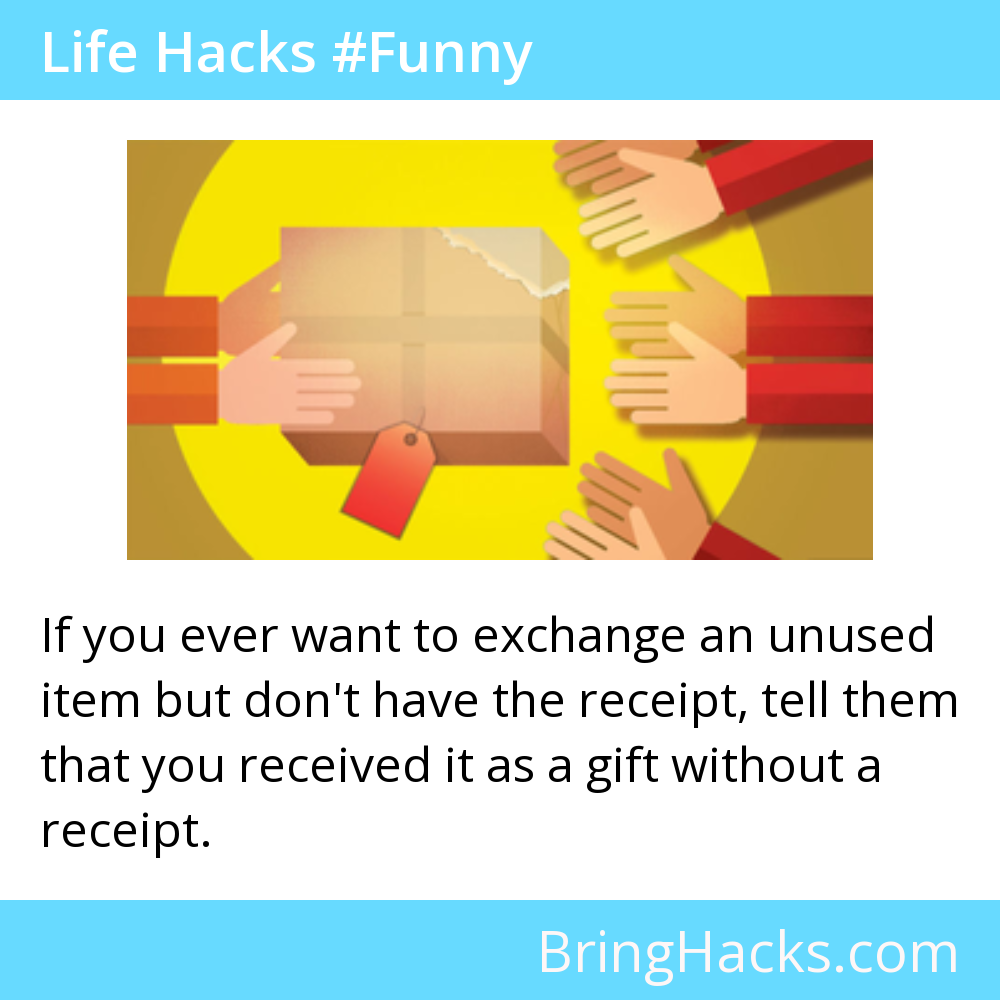 Life Hacks #Funny
If you ever want to exchange an unused
item but don't have the receipt, tell them
that you received it as a gift without a
receipt.
BringHacks.com